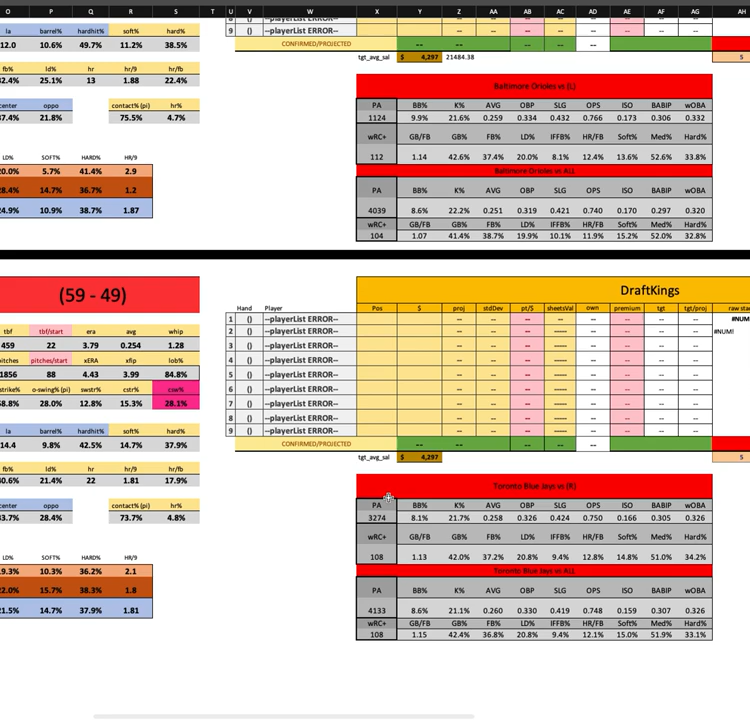 O P Q R S T U V W X Y Z AA AB AC AD AE AF AG AH
la barrel% hardhit% soft% hard%
12.0 10.6% 49.7% 11.2% 38.5%
9 -- -- -- -- -- --
CONFIRMED/PROJECTED -- -- --
fb% ld% hr hr/9 hr/fb tgt_avg_sal $ 4,297 21484.38
32.4% 25.1% 13 1.88 22.4%
Baltimore Orioles vs (L)
center oppo contact% (pi) hr% PA BB% K% AVG OBP SLG OPS ISO BABIP wOBA
37.4% 21.8% 75.5% 4.7% 1124 9.9% 21.6% 0.259 0.334 0.432 0.766 0.173 0.306 0.332
wRC+ GB/FB GB% FB% LD% IFFB% HR/FB Soft% Med% Hard%
LD% SOFT% HARD% HR/9 112 1.14 42.6% 37.4% 20.0% 8.1% 12.4% 13.6% 52.6% 33.8%
20.0% 5.7% 41.4% 2.9 Baltimore Orioles vs ALL
28.4% 14.7% 36.7% 1.2 PA BB% K% AVG OBP SLG OPS ISO BABIP wOBA
24.9% 10.9% 38.7% 1.87 4039 8.6% 22.2% 0.251 0.319 0.421 0.740 0.170 0.297 0.320
wRC+ GB/FB GB% FB% LD% IFFB% HR/FB Soft% Med% Hard%
104 1.07 41.4% 38.7% 19.9% 10.1% 11.9% 15.2% 52.0% 32.8%
(59 - 49) DraftKings
Hand Player Pos $ proj stdDev pt/$ sheetsVal own premium tgt tgt/proj raw sta
1 () --playerList ERROR-- -- -- -- ----- -- -- -- -- #NUM
tbf tbf/start era avg whip
459 22 3.79 0.254 1.28
2 () --playerList ERROR-- -- -- -- ----- -- -- -- -- #NUM!
3 () --playerList ERROR-- -- -- -- ----- -- -- -- --
pitches pitches/start xERA xfip lob%
1856 88 4.43 3.99 84.8%
4 () --playerList ERROR-- -- -- -- ----- -- -- -- --
5 () --playerList ERROR-- -- -- -- ----- -- -- -- --
strike% o-swing% (pi) swstr% cstr% csw%
58.8% 28.0% 12.8% 15.3% 28.1%
6 () --playerList ERROR-- -- -- -- ----- -- -- -- --
7 () --playerList ERROR-- -- -- -- ----- -- -- -- --
8 () --playerList ERROR-- -- -- -- ----- -- -- -- --
9 () --playerList ERROR-- -- -- -- ----- -- -- -- --
la barrel% hardhit% soft% hard%
14.4 9.8% 42.5% 14.7% 37.9%
CONFIRMED/PROJECTED -- -- --
tgt_avg_sal $ 4,297 $
fb% ld% hr hr/9 hr/fb
40.6% 21.4% 22 1.81 17.9%
Toronto Blue Jays vs (R)
center oppo contact% (pi) hr% PA BB% K% AVG OBP SLG OPS ISO BABIP wOBA
33.7% 28.4% 73.7% 4.8% 3274 8.1% 21.7% 0.258 0.326 0.424 0.750 0.166 0.305 0.326
wRC+ GB/FB GB% FB% LD% IFFB% HR/FB Soft% Med% Hard%
LD% SOFT% HARD% HR/9 108 1.13 42.0% 37.2% 20.8% 9.4% 12.8% 14.8% 51.0% 34.2%
19.3% 10.3% 36.2% 2.1 Toronto Blue Jays vs ALL
22.0% 15.7% 38.3% 1.8 PA BB% K% AVG OBP SLG OPS ISO BABIP wOBA
21.5% 14.7% 37.9% 1.81 4133 8.6% 21.1% 0.260 0.330 0.419 0.748 0.159 0.307 0.326
wRC+ GB/FB GB% FB% LD% IFFB% HR/FB Soft% Med% Hard%
108 1.15 42.4% 36.8% 20.8% 9.4% 12.1% 15.0% 51.9% 33.1%